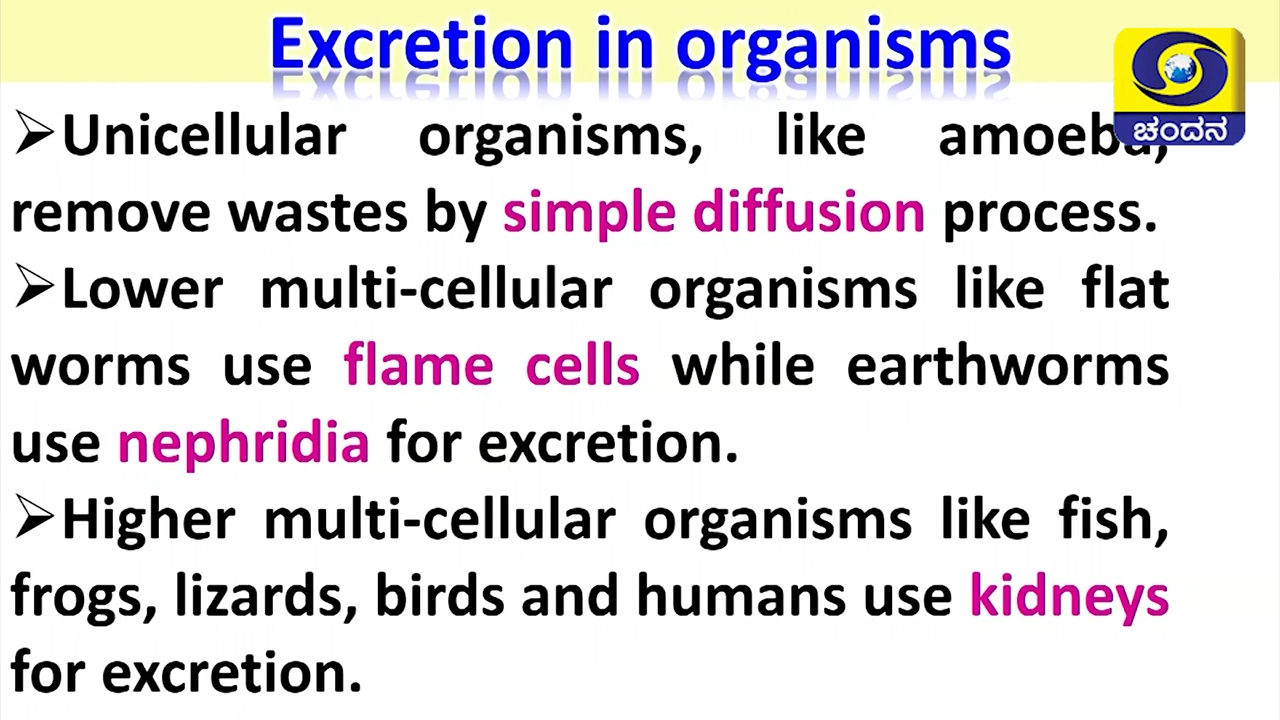 Excretion in organisms
ಚಂದನ
➢Unicellular organisms, like amoeba,
remove wastes by simple diffusion process.
➢Lower multi-cellular organisms like flat
worms use flame cells while earthworms
use nephridia for excretion.
➢Higher multi-cellular organisms like fish,
frogs, lizards, birds and humans use kidneys
for excretion.